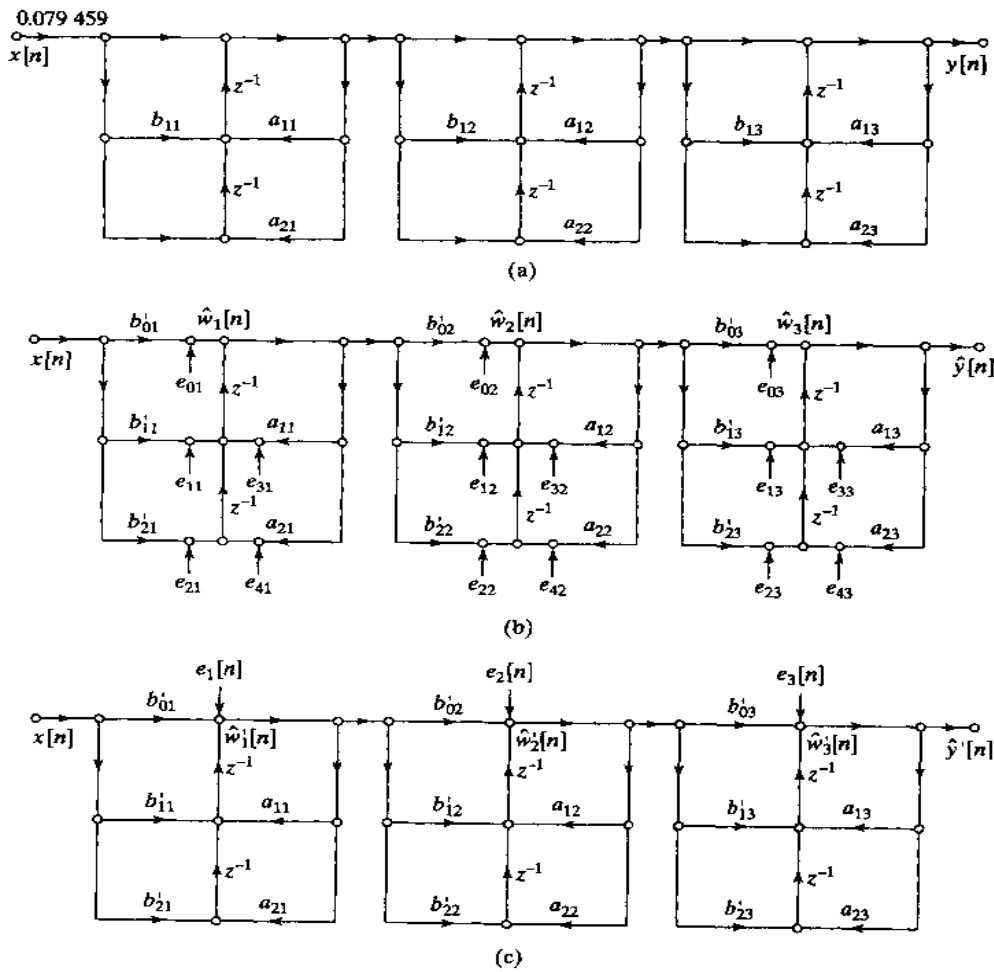 0.079 459
x[n] y[n]
z⁻¹ z⁻¹ z⁻¹
b₁₁ a₁₁ b₁₂ a₁₂ b₁₃ a₁₃
z⁻¹ z⁻¹ z⁻¹
a₂₁ a₂₂ a₂₃
(a)
b'₀₁ ŵ₁[n] b'₀₂ ŵ₂[n] b'₀₃ ŵ₃[n]
x[n] ŷ[n]
e₀₁ z⁻¹ e₀₂ z⁻¹ e₀₃ z⁻¹
b'₁₁ a₁₁ b'₁₂ a₁₂ b'₁₃ a₁₃
e₁₁ e₃₁ e₁₂ e₃₂ e₁₃ e₃₃
z⁻¹ z⁻¹ z⁻¹
b'₂₁ a₂₁ b'₂₂ a₂₂ b'₂₃ a₂₃
e₂₁ e₄₁ e₂₂ e₄₂ e₂₃ e₄₃
(b)
e₁[n] e₂[n] e₃[n]
b'₀₁ b'₀₂ b'₀₃
x[n] ŵ'₁[n] ŵ'₂[n] ŵ'₃[n] ŷ'[n]
z⁻¹ z⁻¹ z⁻¹
b'₁₁ a₁₁ b'₁₂ a₁₂ b'₁₃ a₁₃
z⁻¹ z⁻¹ z⁻¹
b'₂₁ a₂₁ b'₂₂ a₂₂ b'₂₃ a₂₃
(c)